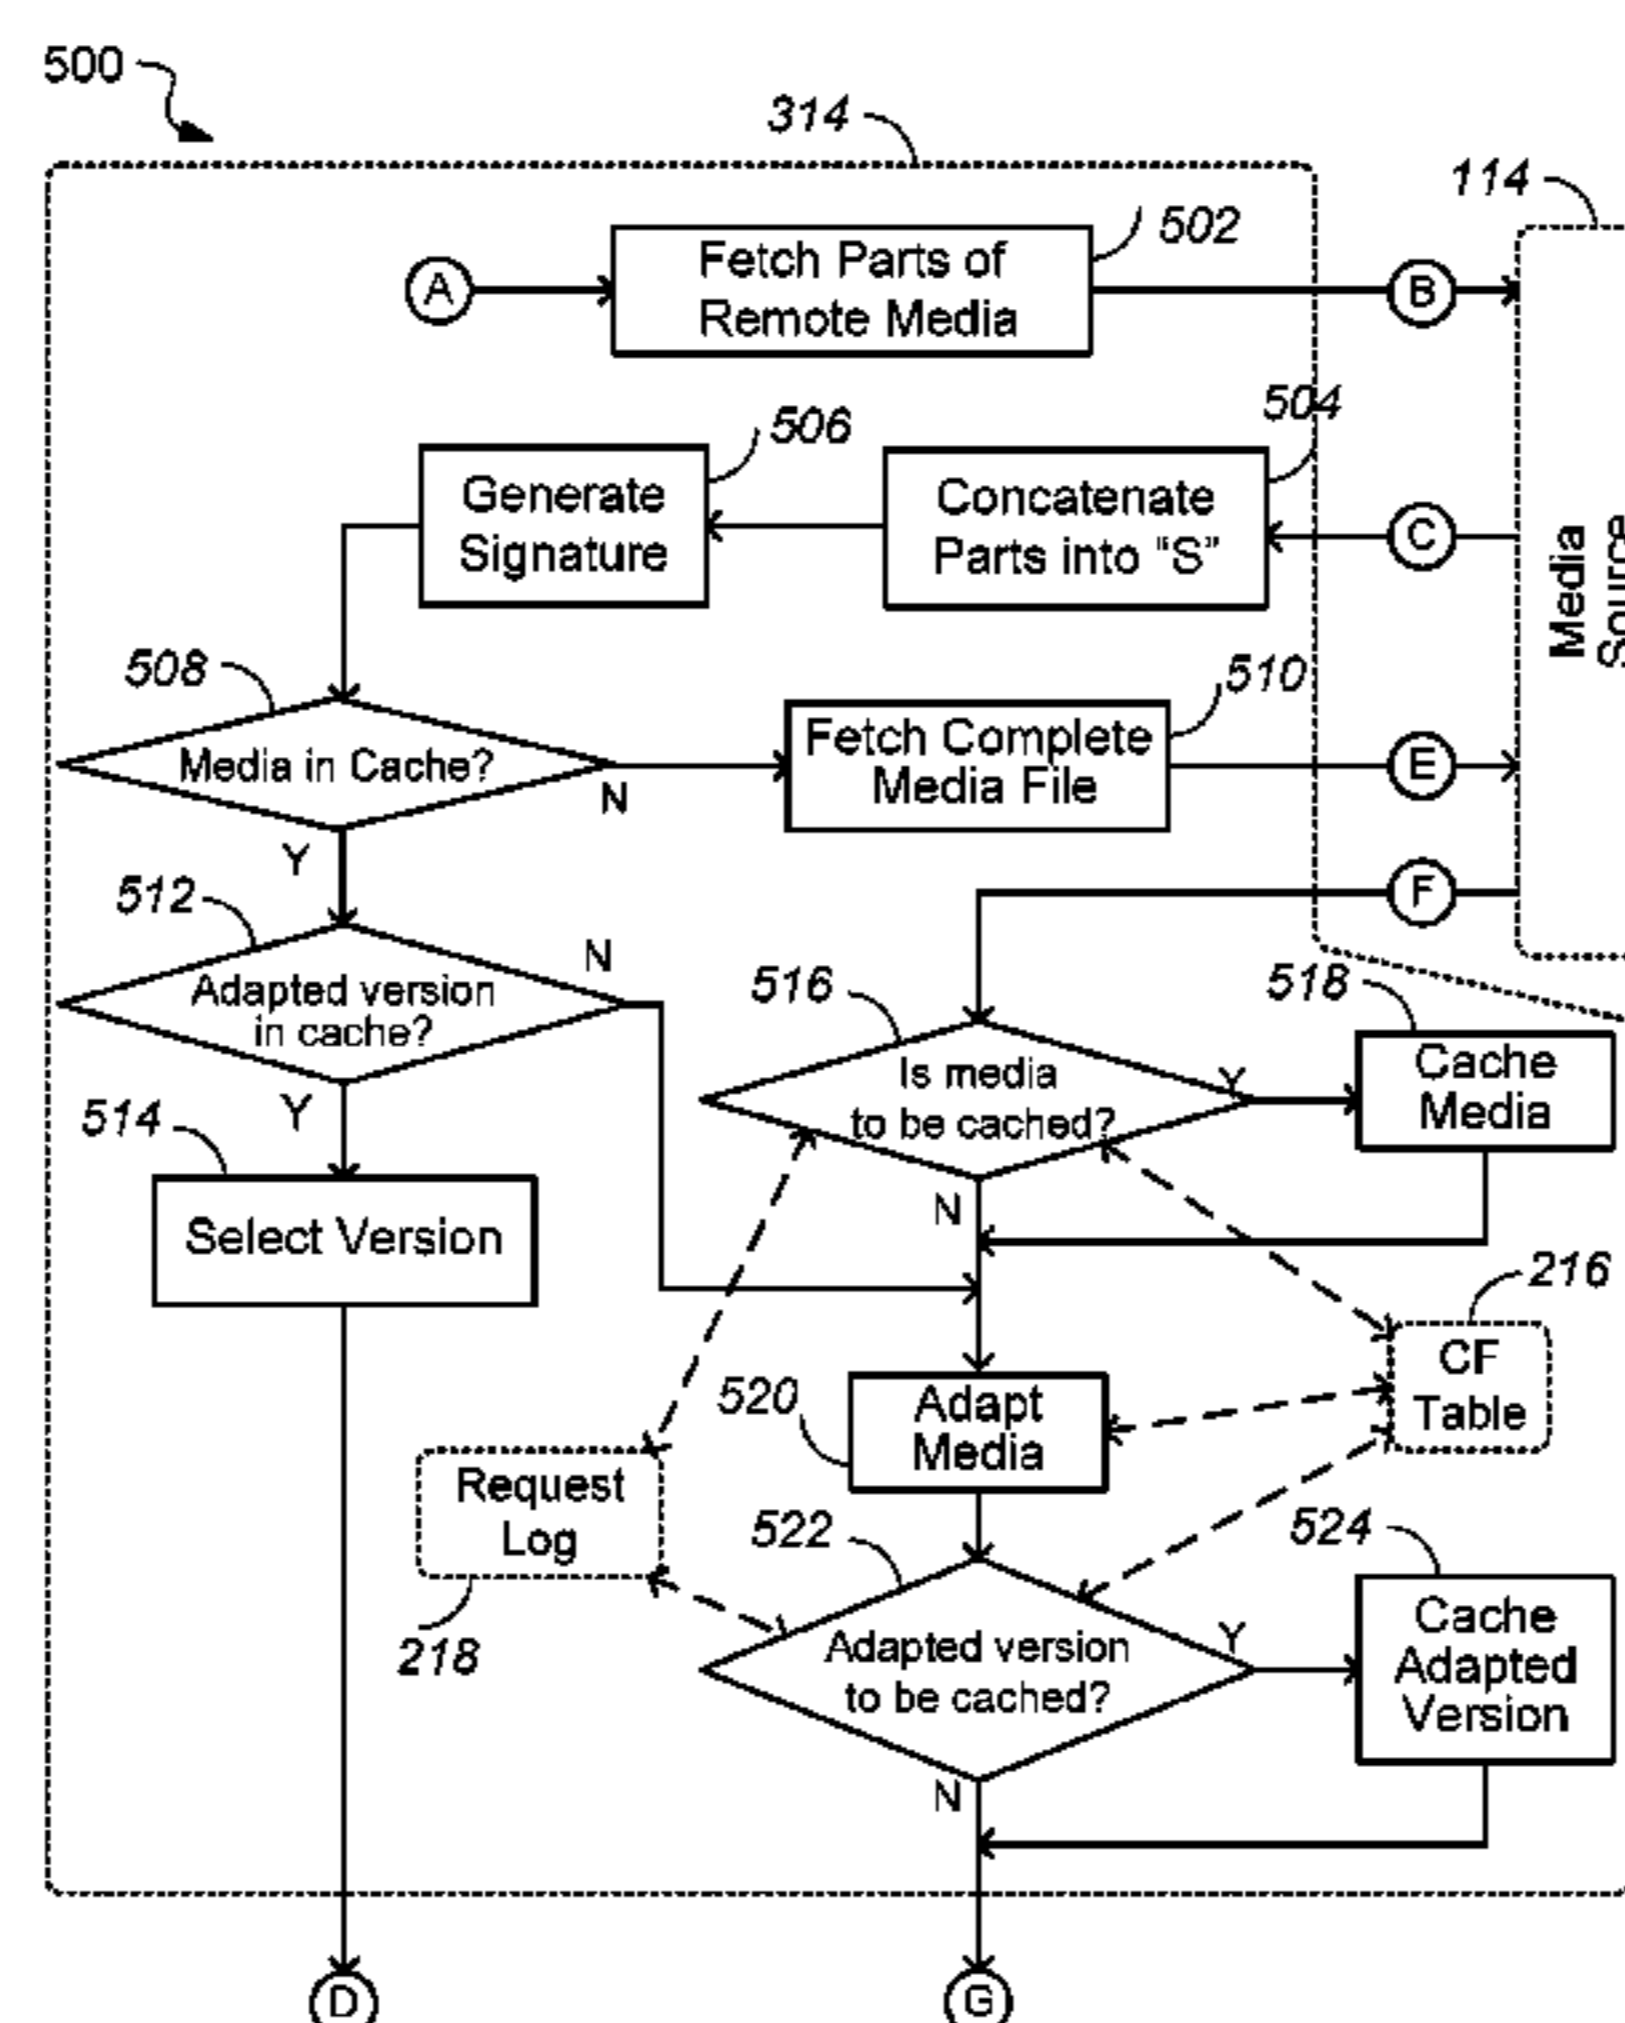 500
314
114
502
Fetch Parts of
Remote Media
A
B
504
506
Generate
Signature
Concatenate
Parts into “S”
C
Media
Source
508
510
Media in Cache?
N
Fetch Complete
Media File
E
Y
512
F
N
Adapted version
in cache?
516
518
Is media
to be cached?
Y
Cache
Media
514
Y
Select Version
N
216
CF
Table
520
Adapt
Media
Request
Log
218
522
524
Adapted version
to be cached?
Y
Cache
Adapted
Version
N
D
G